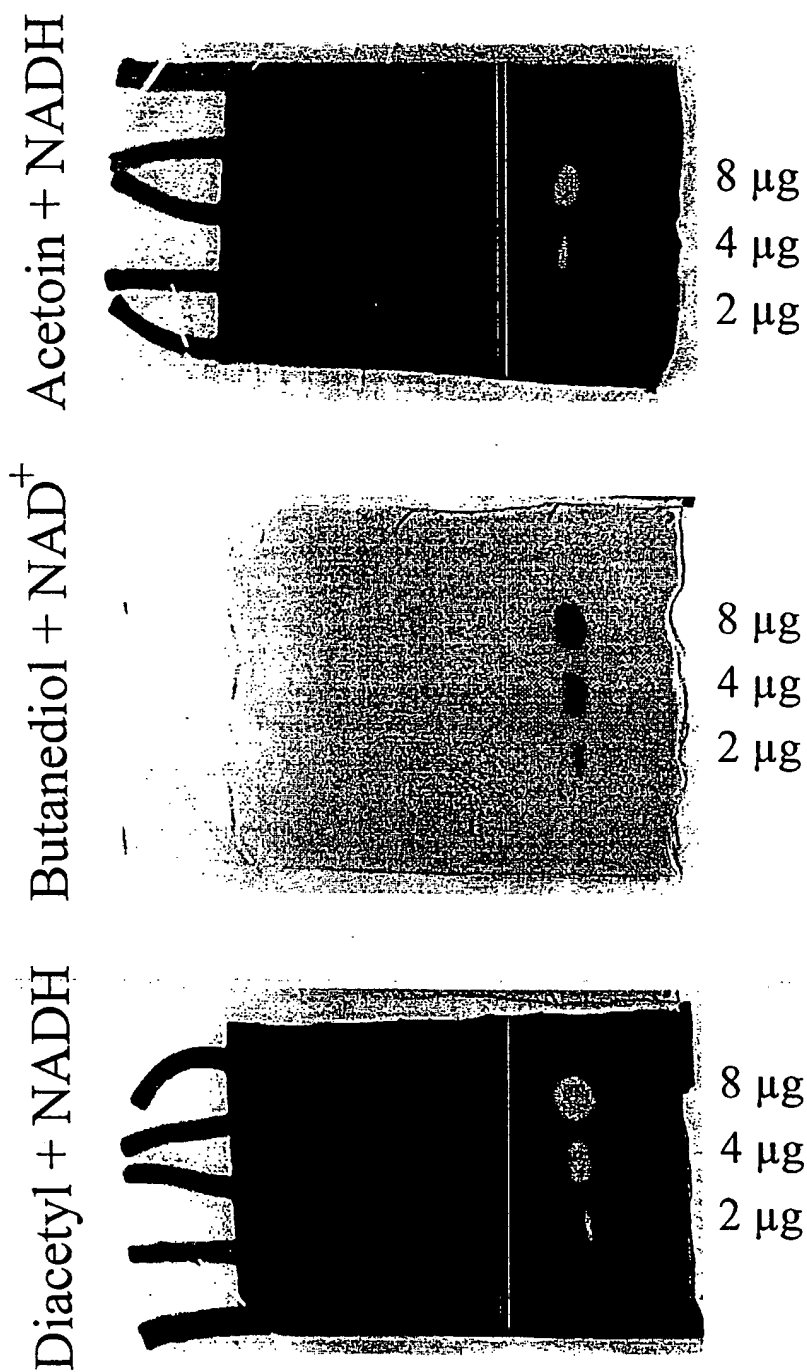 Acetoin + NADH
8 µg
4 µg
2 µg
Butanediol + NAD⁺
8 µg
4 µg
2 µg
Diacetyl + NADH
8 µg
4 µg
2 µg